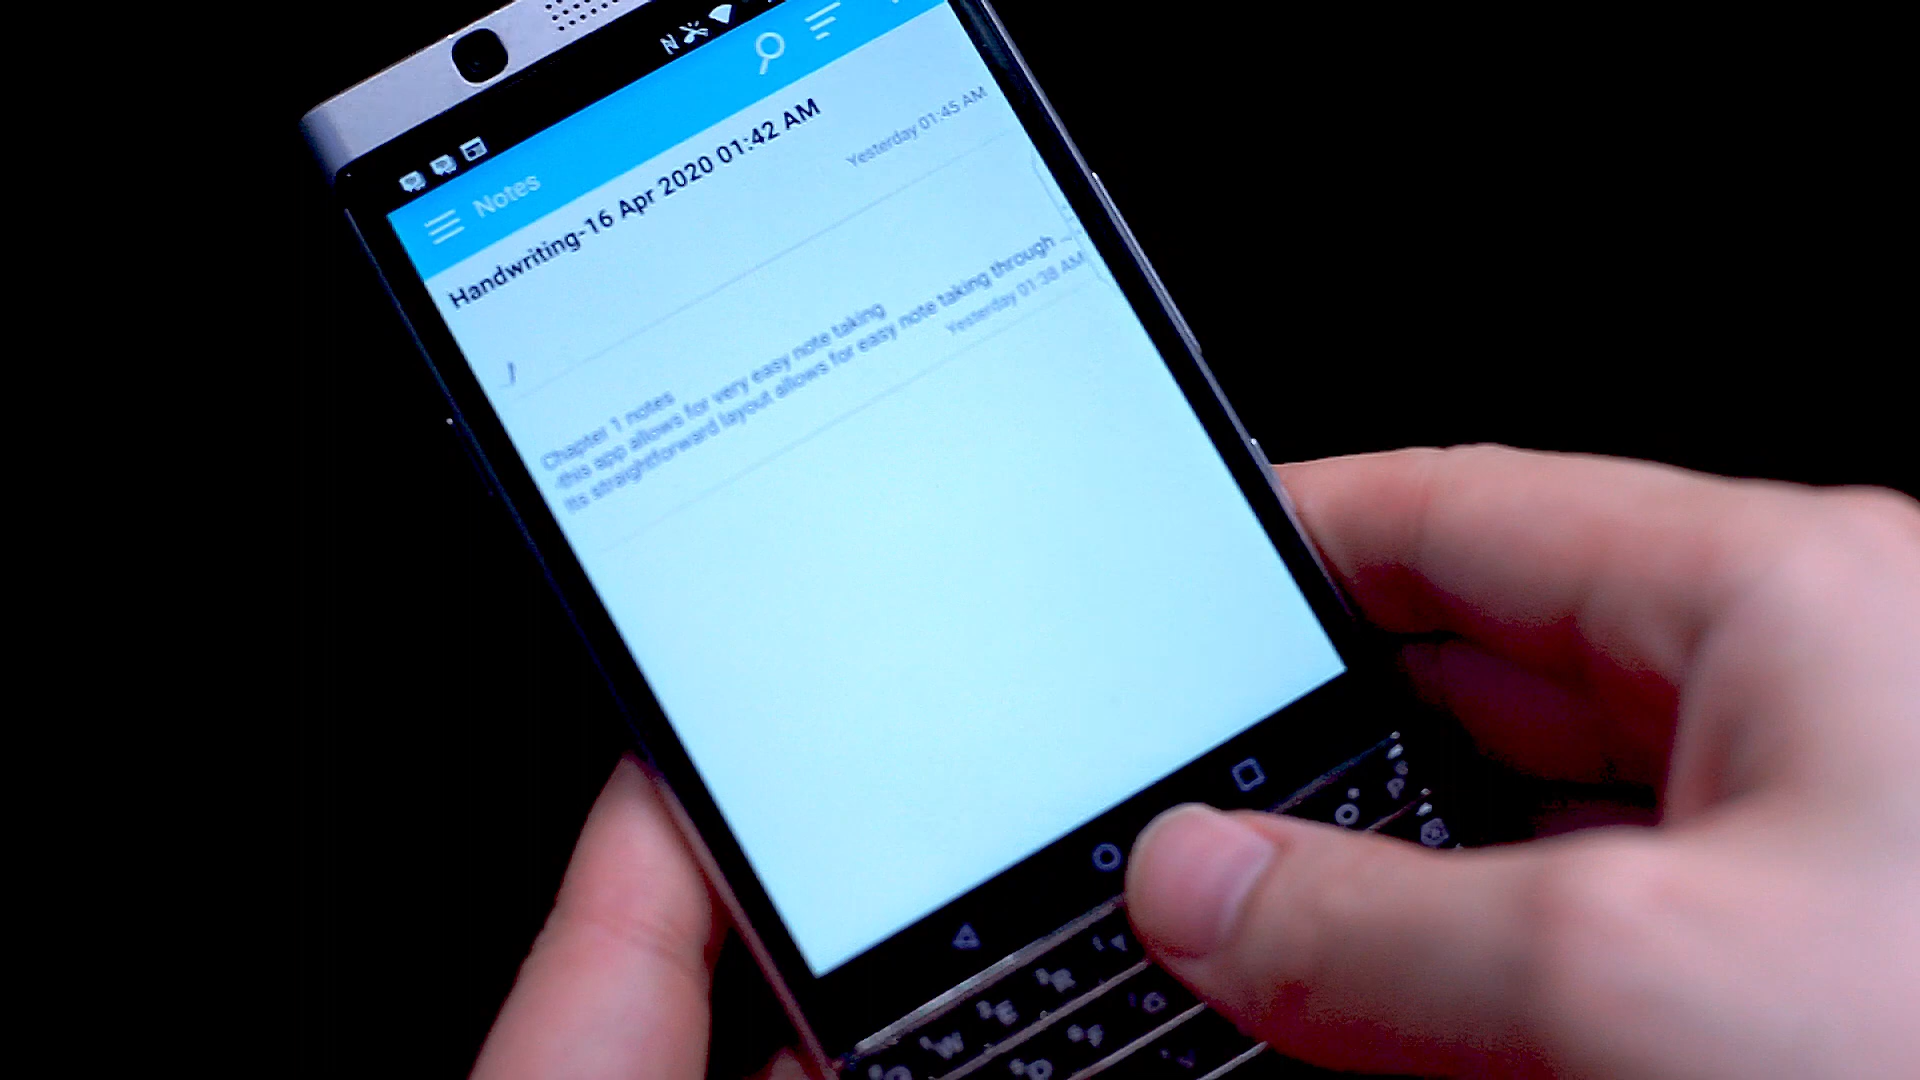 Notes
Handwriting-16 Apr 2020 01:42 AM
Yesterday 01:45 AM
Chapter 1 notes
-this app allows for very easy note taking
Its straightforward layout allows for easy note taking through ...
Yesterday 01:38 AM
O
P
W
E
R
D
F
G